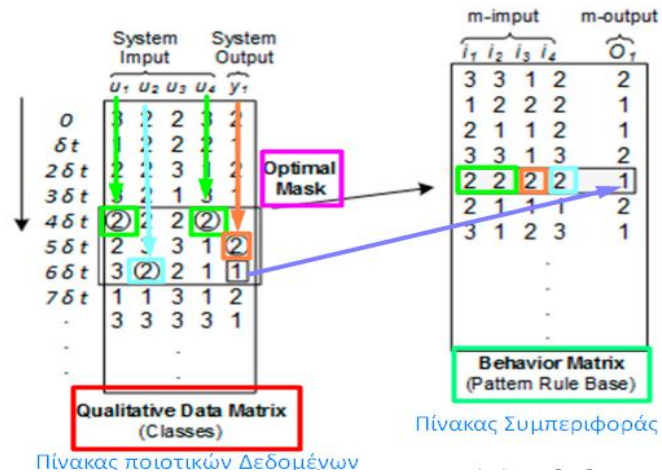 System Imput
System Output
u1 u2 u3 u4 y1
0 3 2 2 3 2
δt 1 2 2 2 1
2δt 2 2 3 1 2
3δt 3 2 1 3 1
4δt (2) 2 2 (2)
5δt 2 3 3 1 (2)
6δt 3 (2) 2 1 1
7δt 1 1 3 1 2
. 3 3 3 3 1
Qualitative Data Matrix
(Classes)
Πίνακας ποιοτικών Δεδομένων
Optimal
Mask
m-imput m-output
i1 i2 i3 i4 O1
3 3 1 2 2
1 2 2 2 1
2 1 1 2 1
3 3 1 3 2
2 2 2 2 1
2 1 1 1 2
3 1 2 3 1
Behavior Matrix
(Pattern Rule Base)
Πίνακας Συμπεριφοράς